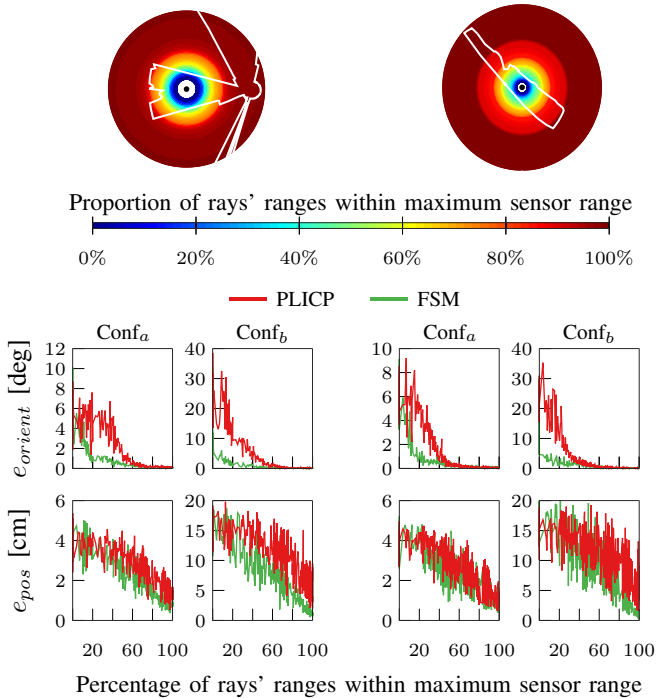 Proportion of rays' ranges within maximum sensor range
0% 20% 40% 60% 80% 100%
PLICP FSM
Conf_a Conf_b Conf_a Conf_b
e_orient [deg]
12 10 8 6 4 2 0
40 30 20 10 0
10 8 6 4 2 0
40 30 20 10 0
e_pos [cm]
6 4 2 0
20 15 10 5 0
6 4 2 0
20 15 10 5 0
20 60 100 20 60 100 20 60 100 20 60 100
Percentage of rays' ranges within maximum sensor range